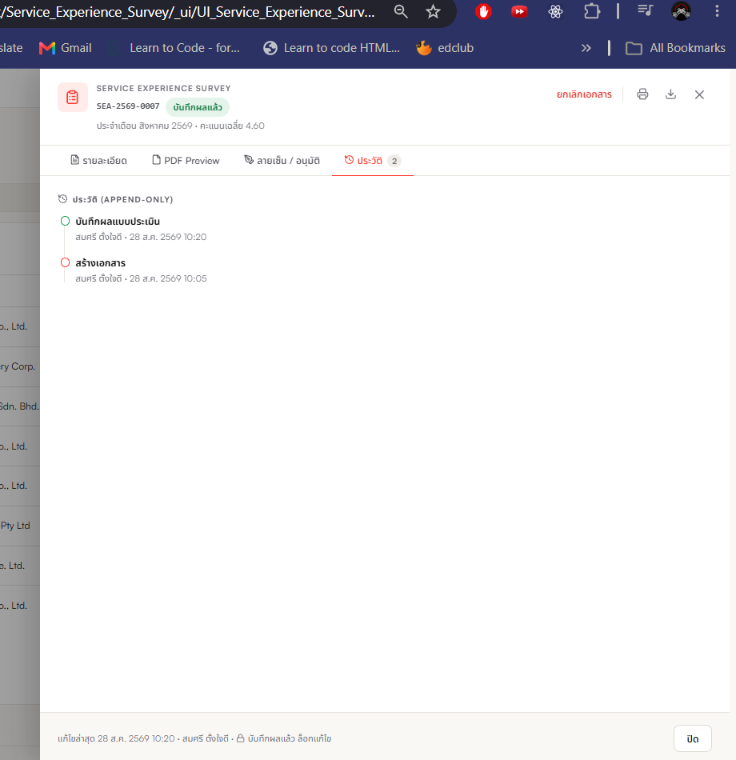 /Service_Experience_Survey/_ui/UI_Service_Experience_Surv...
slate Gmail Learn to Code - for... Learn to code HTML... edclub » All Bookmarks
SERVICE EXPERIENCE SURVEY
SEA-2569-0007 บันทึกผลแล้ว
ประจำเดือน สิงหาคม 2569 • คะแนนเฉลี่ย 4.60
ยกเลิกเอกสาร
รายละเอียด PDF Preview ลายเซ็น / อนุมัติ ประวัติ 2
ประวัติ (APPEND-ONLY)
บันทึกผลแบบประเมิน
สมศรี ตั้งใจดี • 28 ส.ค. 2569 10:20
สร้างเอกสาร
สมศรี ตั้งใจดี • 28 ส.ค. 2569 10:05
o., Ltd.
ry Corp.
Sdn. Bhd.
o., Ltd.
o., Ltd.
Pty Ltd
e. Ltd.
o., Ltd.
แก้ไขล่าสุด 28 ส.ค. 2569 10:20 • สมศรี ตั้งใจดี • บันทึกผลแล้ว ล็อกแก้ไข
ปิด